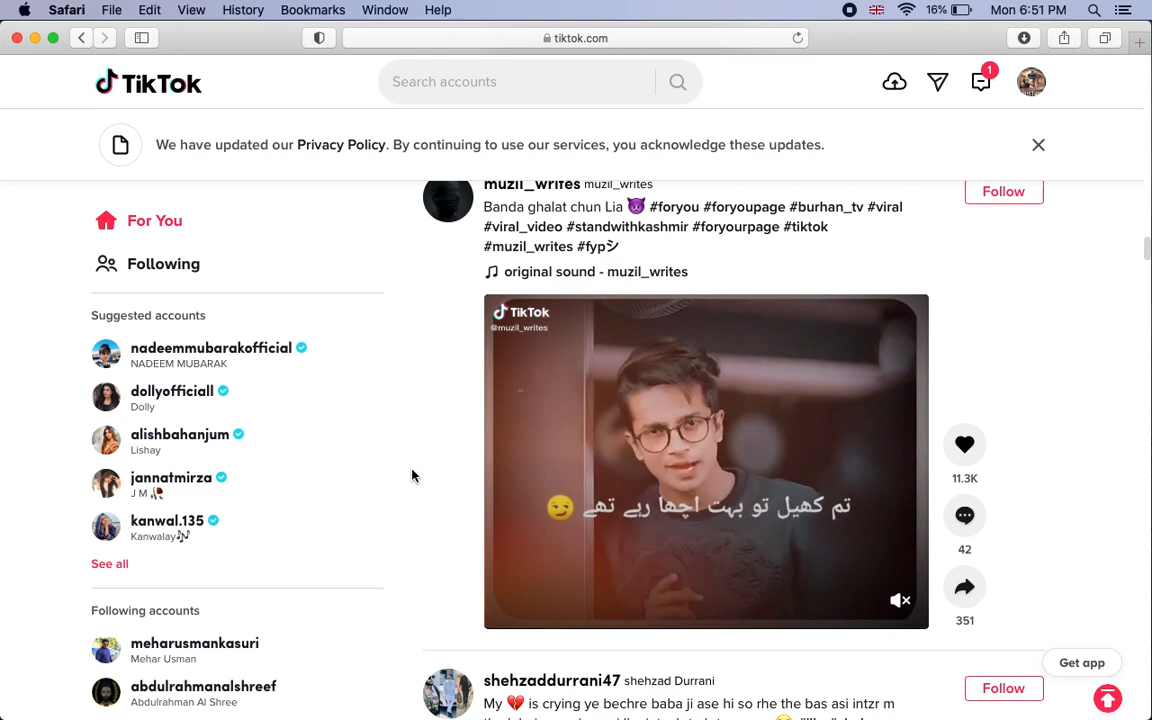 Safari File Edit View History Bookmarks Window Help 16% Mon 6:51 PM
tiktok.com
TikTok
Search accounts
1
We have updated our Privacy Policy. By continuing to use our services, you acknowledge these updates.
For You
Following
Suggested accounts
nadeemmubarakofficial
NADEEM MUBARAK
dollyofficiall
Dolly
alishbahanjum
Lishay
jannatmirza
J M🥀
kanwal.135
Kanwalay🎶
See all
Following accounts
meharusmankasuri
Mehar Usman
abdulrahmanalshreef
Abdulrahman Al Shree
muzil_writes muzil_writes
Follow
Banda ghalat chun Lia 😈 #foryou #foryoupage #burhan_tv #viral
#viral_video #standwithkashmir #foryourpage #tiktok
#muzil_writes #fypシ
original sound - muzil_writes
TikTok
@muzil_writes
تم کھیل تو بہت اچھا رہے تھے 😏
11.3K
42
351
Get app
shehzaddurrani47 shehzad Durrani
Follow
My 💔 is crying ye bechre baba ji ase hi so rhe the bas asi intzr m